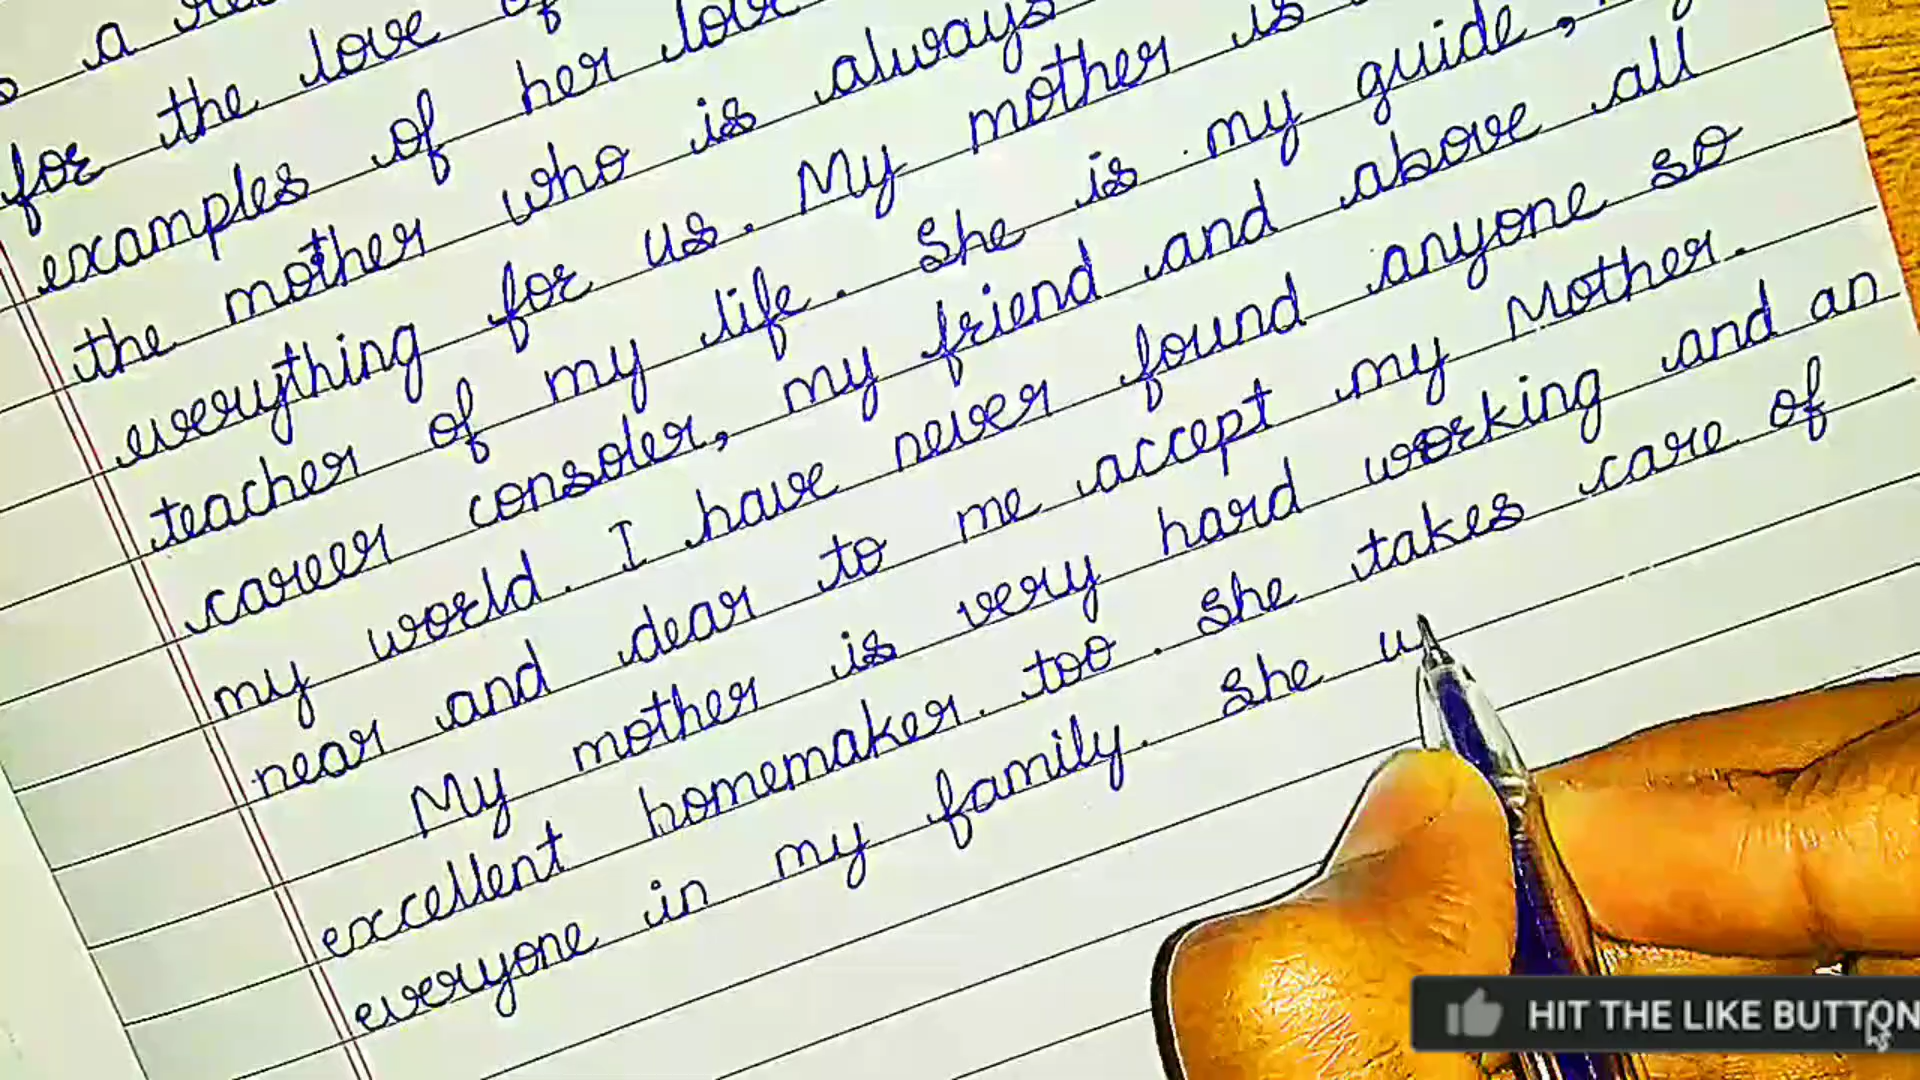 a
for the love of
examples of her love
the mother who is always
everything for us. My mother is
teacher of my life. She is my guide,
career consoler, my friend and above all
my world. I have never found anyone so
near and dear to me accept my Mother.
My mother is very hard working and an
excellent homemaker. too. She takes care of
everyone in my family. She
HIT THE LIKE BUTTON